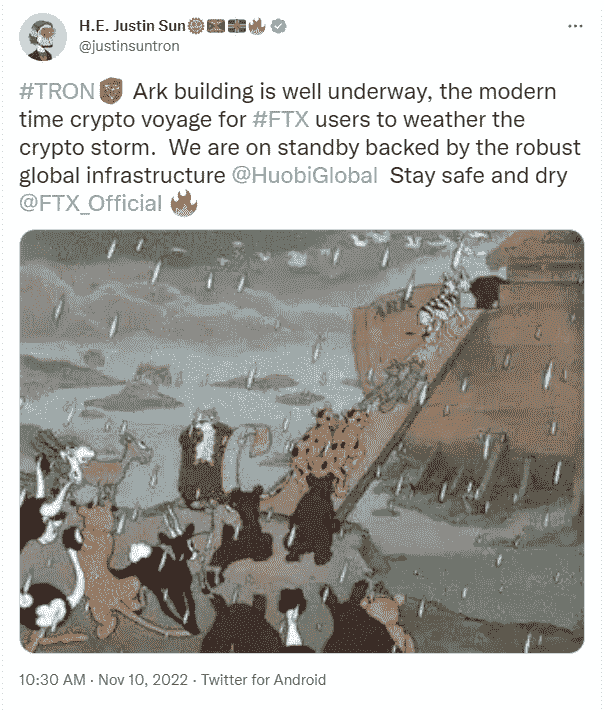 H.E. Justin Sun
@justinsuntron
#TRON Ark building is well underway, the modern
time crypto voyage for #FTX users to weather the
crypto storm.  We are on standby backed by the robust
global infrastructure @HuobiGlobal  Stay safe and dry
@FTX_Official
ARK
10:30 AM · Nov 10, 2022 · Twitter for Android